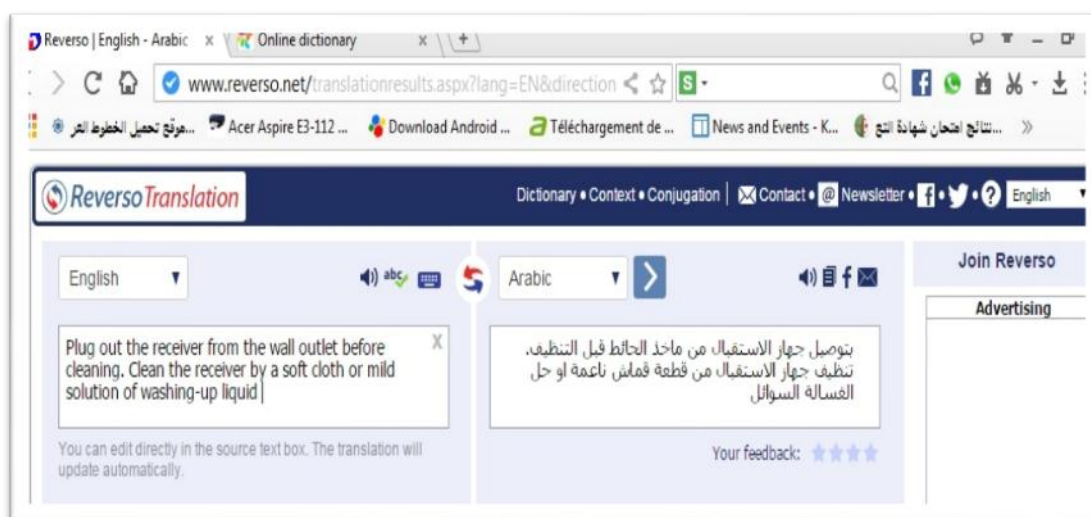 Reverso | English - Arabic x Online dictionary x +
www.reverso.net/translationresults.aspx?lang=EN&direction S
موقع تحميل الخطوط العر... Acer Aspire E3-112 ... Download Android ... Téléchargement de ... News and Events - K... نتائج امتحان شهادة التع... »
Reverso Translation Dictionary • Context • Conjugation | Contact • @ Newsletter • f • • ? English
English abc Arabic f Join Reverso
Advertising
Plug out the receiver from the wall outlet before X
cleaning. Clean the receiver by a soft cloth or mild
solution of washing-up liquid
بتوصيل جهاز الاستقبال من ماخذ الحائط قبل التنظيف.
تنظيف جهاز الاستقبال من قطعة قماش ناعمة او حل
الغسالة السوائل
You can edit directly in the source text box. The translation will
update automatically.
Your feedback: